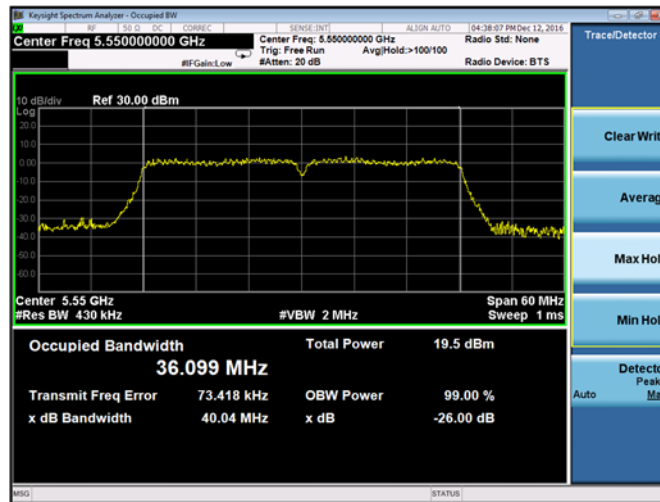 Keysight Spectrum Analyzer - Occupied BW
RF 50 Ω DC CORREC SENSE:INT ALIGN AUTO 04:38:07 PM Dec 12, 2016
Center Freq 5.550000000 GHz
Center Freq: 5.550000000 GHz
Radio Std: None
Trig: Free Run Avg|Hold:>100/100
#IFGain:Low
#Atten: 20 dB
Radio Device: BTS
Trace/Detector
10 dB/div Ref 30.00 dBm
Log
20.0
10.0
0.00
-10.0
-20.0
-30.0
-40.0
-50.0
-60.0
Center 5.55 GHz Span 60 MHz
#Res BW 430 kHz #VBW 2 MHz Sweep 1 ms
Occupied Bandwidth
36.099 MHz
Total Power 19.5 dBm
Transmit Freq Error 73.418 kHz OBW Power 99.00 %
x dB Bandwidth 40.04 MHz x dB -26.00 dB
Clear Writ
Averag
Max Hol
Min Hol
Detecto
Peak
Auto Ma
MSG STATUS